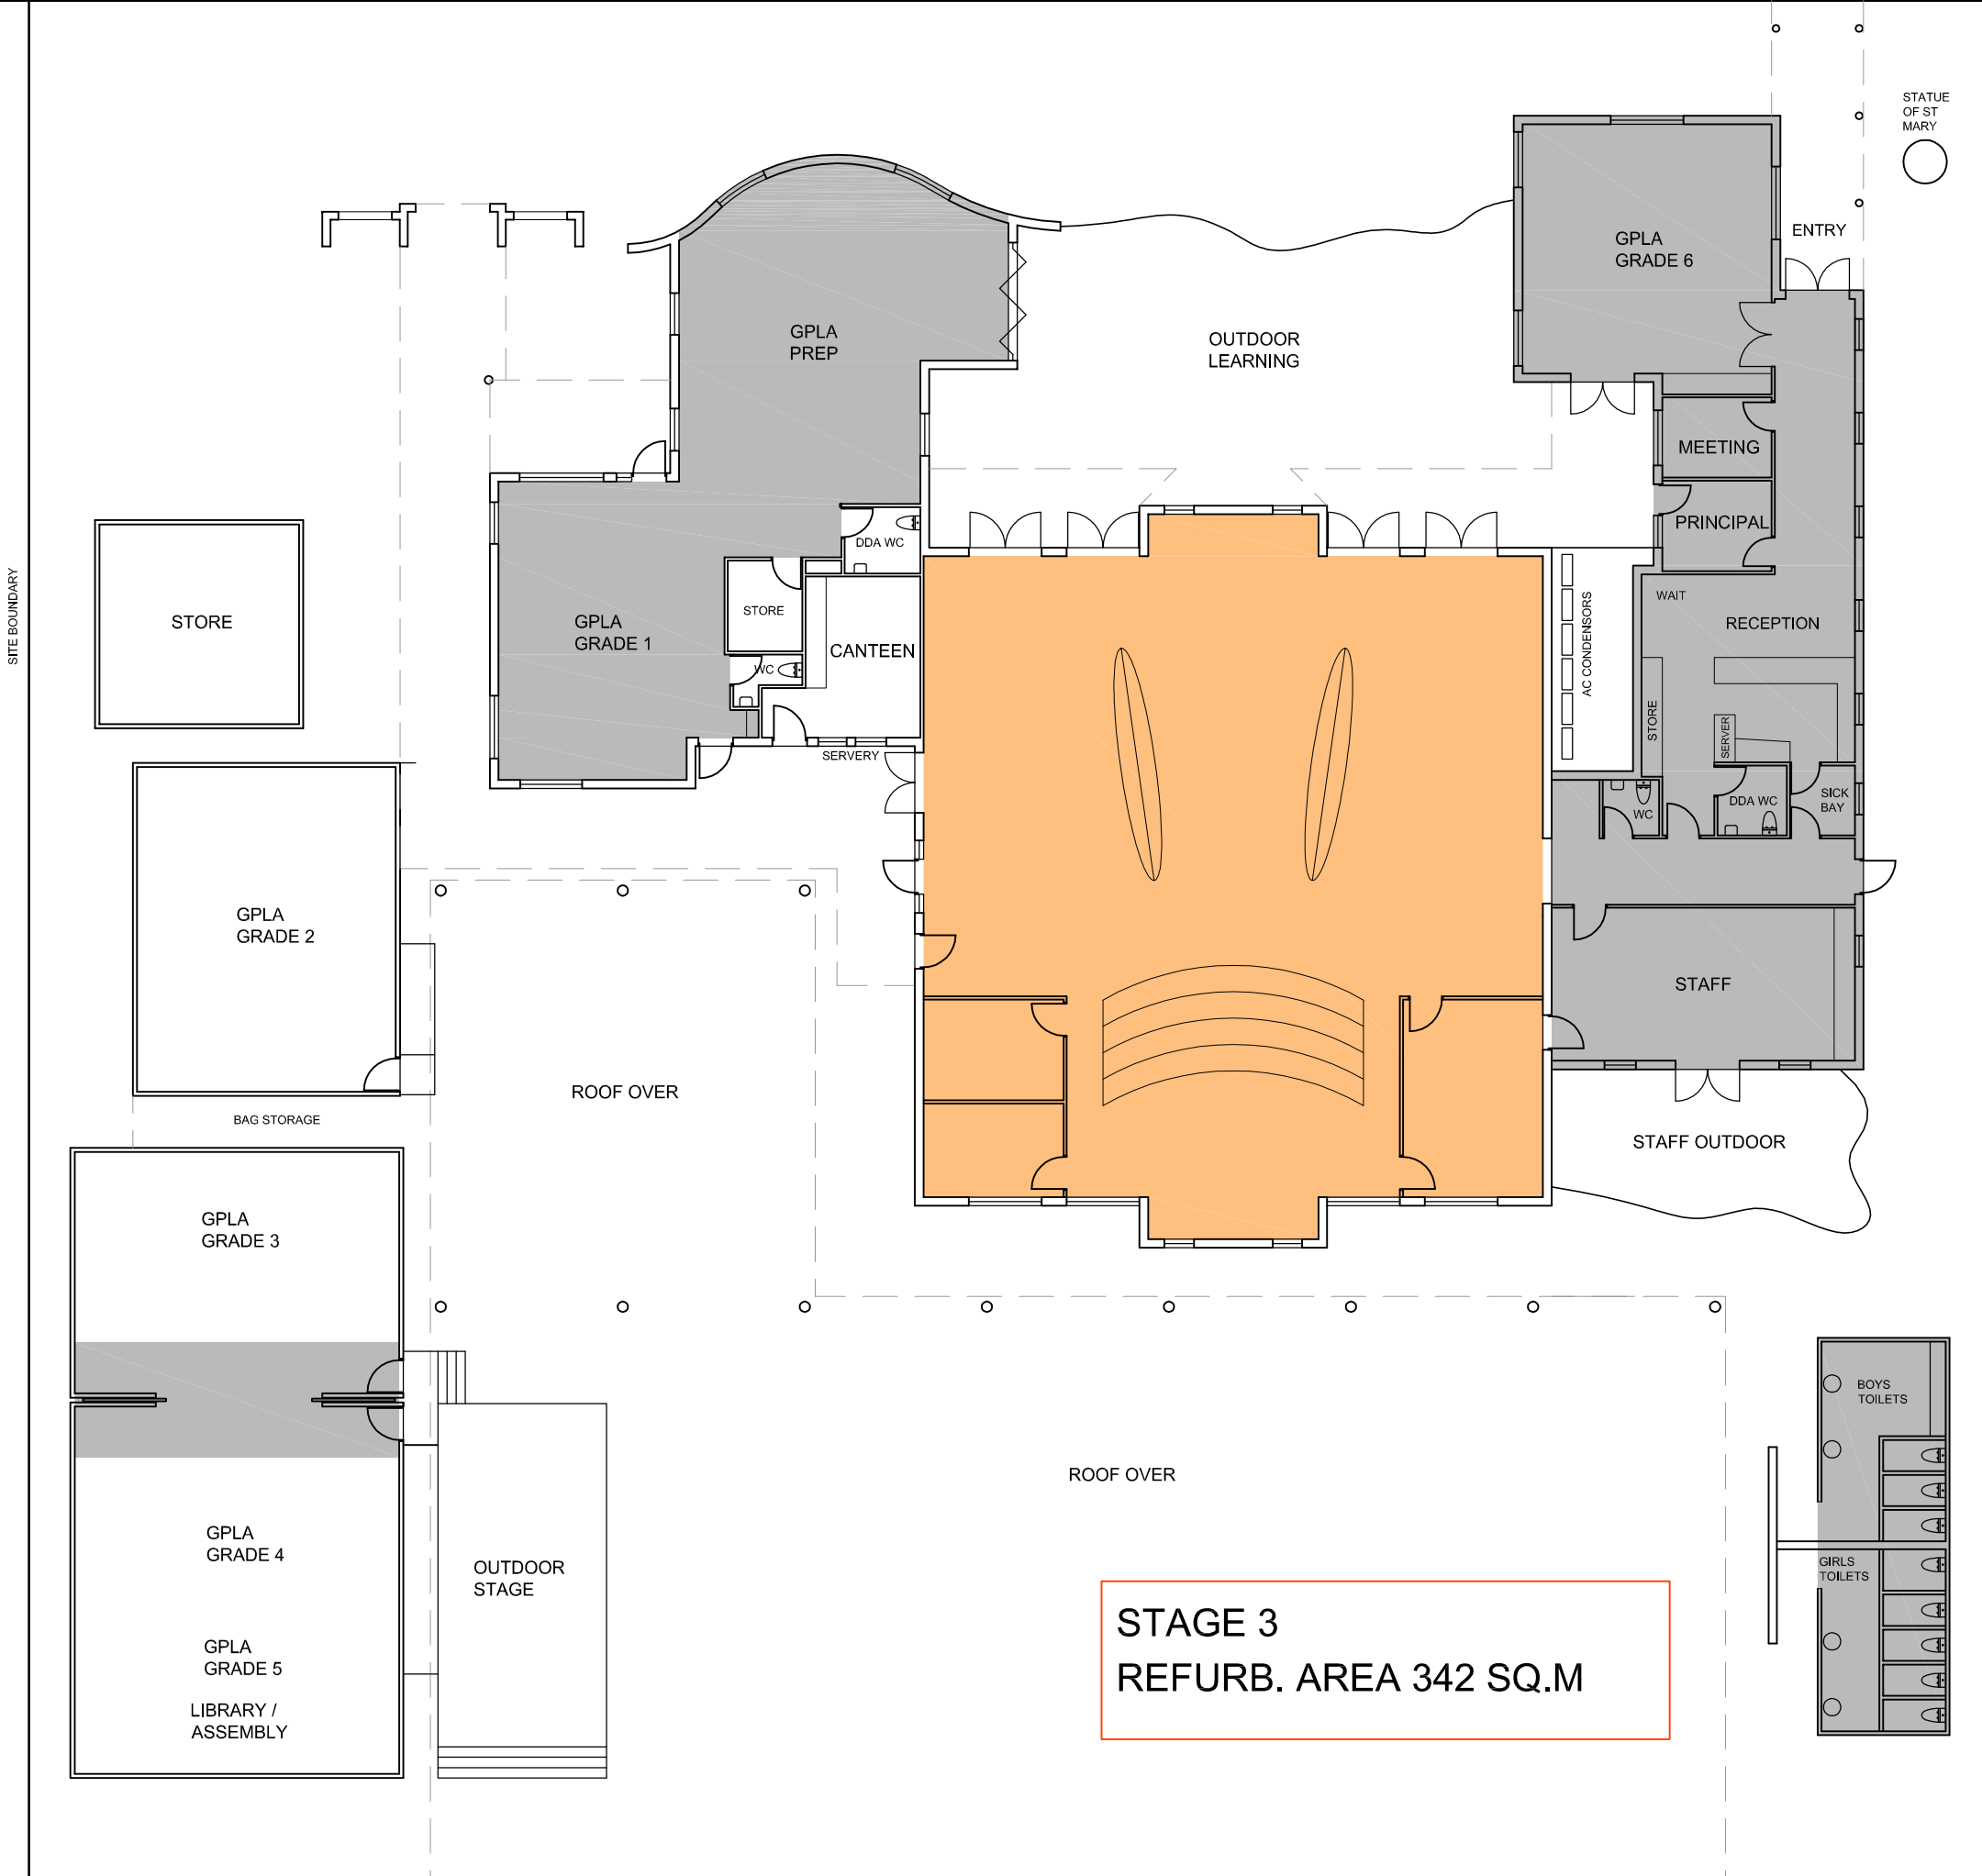 STATUE
OF ST
MARY
ENTRY
GPLA
GRADE 6
GPLA
PREP
OUTDOOR
LEARNING
MEETING
PRINCIPAL
DDA WC
SITE BOUNDARY
STORE
GPLA
GRADE 1
STORE
WC
CANTEEN
SERVERY
AC CONDENSORS
WAIT
RECEPTION
STORE
SERVER
WC
DDA WC
SICK
BAY
GPLA
GRADE 2
STAFF
ROOF OVER
BAG STORAGE
STAFF OUTDOOR
GPLA
GRADE 3
BOYS
TOILETS
ROOF OVER
GPLA
GRADE 4
OUTDOOR
STAGE
GIRLS
TOILETS
GPLA
GRADE 5
LIBRARY /
ASSEMBLY
STAGE 3
REFURB. AREA 342 SQ.M